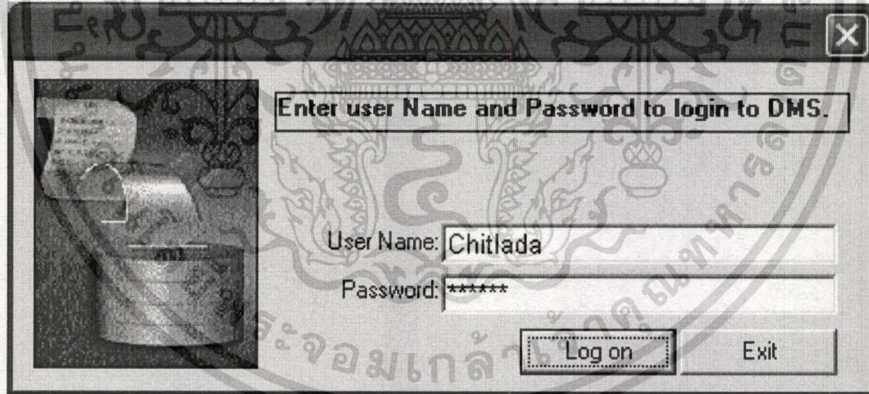 Enter user Name and Password to login to DMS.
User Name: Chitlada
Password: ******
Log on Exit